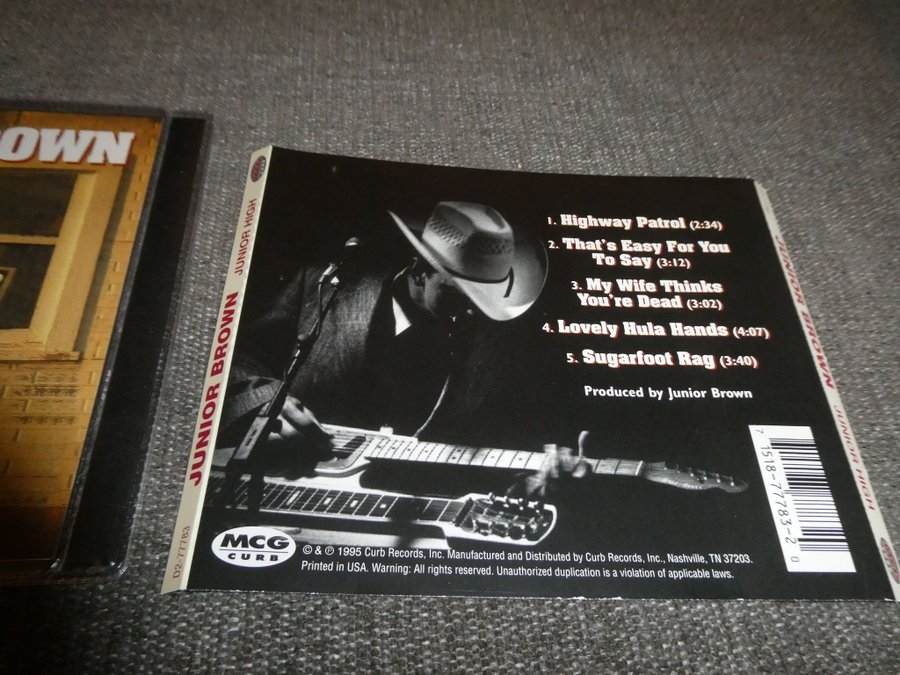 OWN
JUNIOR BROWN JUNIOR HIGH
D2-77783
1. Highway Patrol (2:34)
2. That's Easy For You
To Say (3:12)
3. My Wife Thinks
You're Dead (3:02)
4. Lovely Hula Hands (4:07)
5. Sugarfoot Rag (3:40)
Produced by Junior Brown
7 1518-77783-2 0
MCG
CURB
© & ℗ 1995 Curb Records, Inc. Manufactured and Distributed by Curb Records, Inc., Nashville, TN 37203.
Printed in USA. Warning: All rights reserved. Unauthorized duplication is a violation of applicable laws.
JUNIOR BROWN JUNIOR HIGH